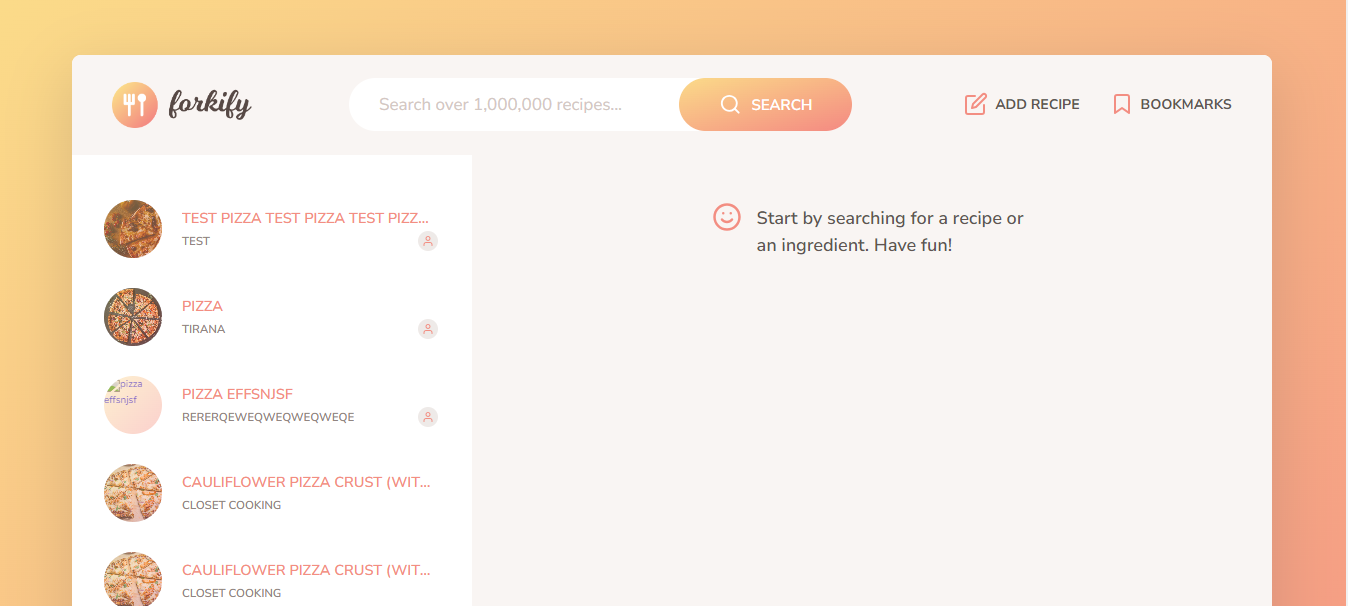 forkify
Search over 1,000,000 recipes...
SEARCH
ADD RECIPE
BOOKMARKS
TEST PIZZA TEST PIZZA TEST PIZZ...
TEST
PIZZA
TIRANA
pizza
effsnjsf
PIZZA EFFSNJSF
RERERQEWEQWEQWEQWEQE
CAULIFLOWER PIZZA CRUST (WIT...
CLOSET COOKING
CAULIFLOWER PIZZA CRUST (WIT...
CLOSET COOKING
Start by searching for a recipe or
an ingredient. Have fun!